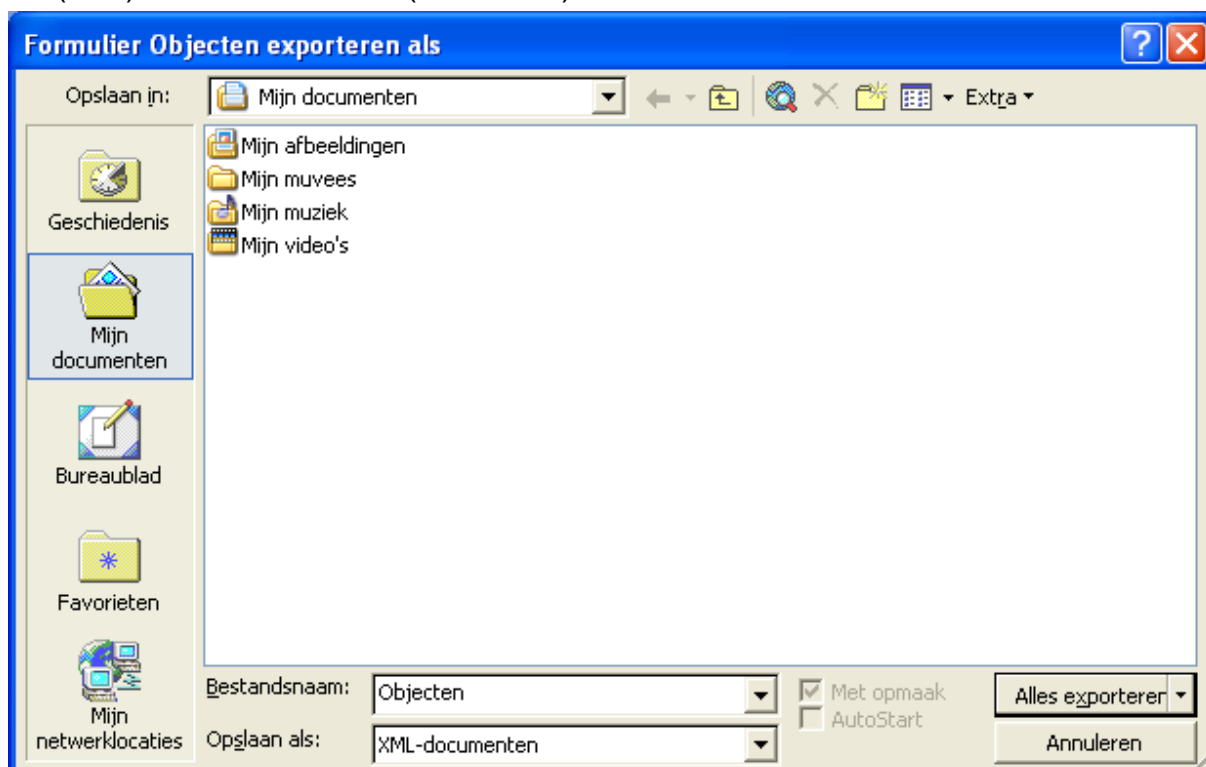 Formulier Objecten exporteren als
Opslaan in:
Mijn documenten
Extra
Mijn afbeeldingen
Mijn muvees
Mijn muziek
Mijn video's
Geschiedenis
Mijn
documenten
Bureaublad
Favorieten
Mijn
netwerklocaties
Bestandsnaam:
Objecten
Met opmaak
Alles exporteren
AutoStart
Opslaan als:
XML-documenten
Annuleren